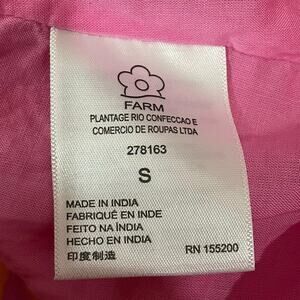 FARM
PLANTAGE RIO CONFECCAO E
COMERCIO DE ROUPAS LTDA
278163
S
MADE IN INDIA
FABRIQUÉ EN INDE
FEITO NA ÍNDIA
HECHO EN INDIA
印度制造
RN 155200